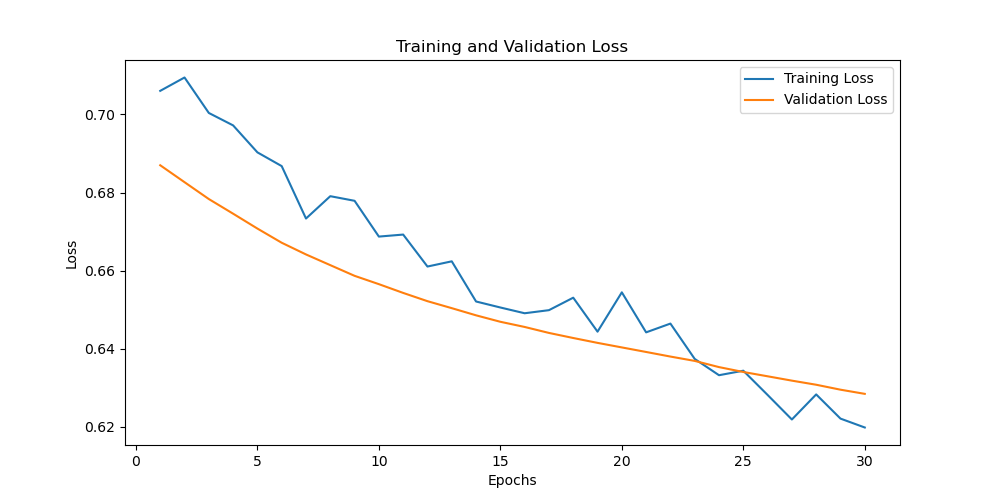 Training and Validation Loss
Training Loss
Validation Loss
0.70
0.68
0.66
0.64
0.62
Loss
0 5 10 15 20 25 30
Epochs